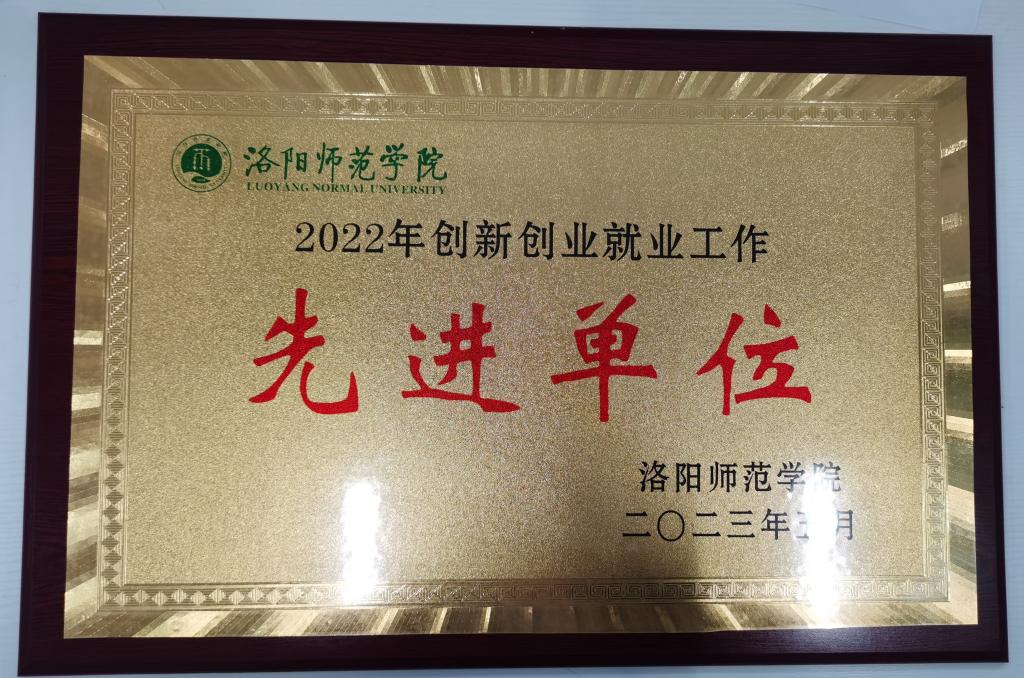 洛阳师范学院
LUOYANG NORMAL UNIVERSITY
2022年创新创业就业工作
先进单位
洛阳师范学院
二〇二三年五月